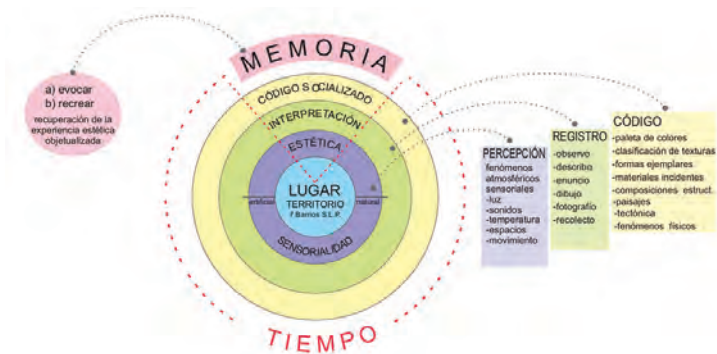 MEMORIA
a) evocar
b) recrear
recuperación de la
experiencia estética
objetualizada
CÓDIGO SOCIALIZADO
INTERPRETACIÓN
ESTÉTICA
LUGAR
TERRITORIO
7 Barrios S.L.P.
artificial
natural
SENSORIALIDAD
TIEMPO
PERCEPCIÓN
fenómenos
atmosféricos
sensoriales
-luz
-sonidos
-temperatura
-espacios
-movimiento
REGISTRO
-observo
-describo
-enuncio
-dibujo
-fotografío
-recolecto
CÓDIGO
-paleta de colores
-clasificación de texturas
-formas ejemplares
-materiales incidentes
-composiciones estruct.
-paisajes
-tectónica
-fenómenos físicos